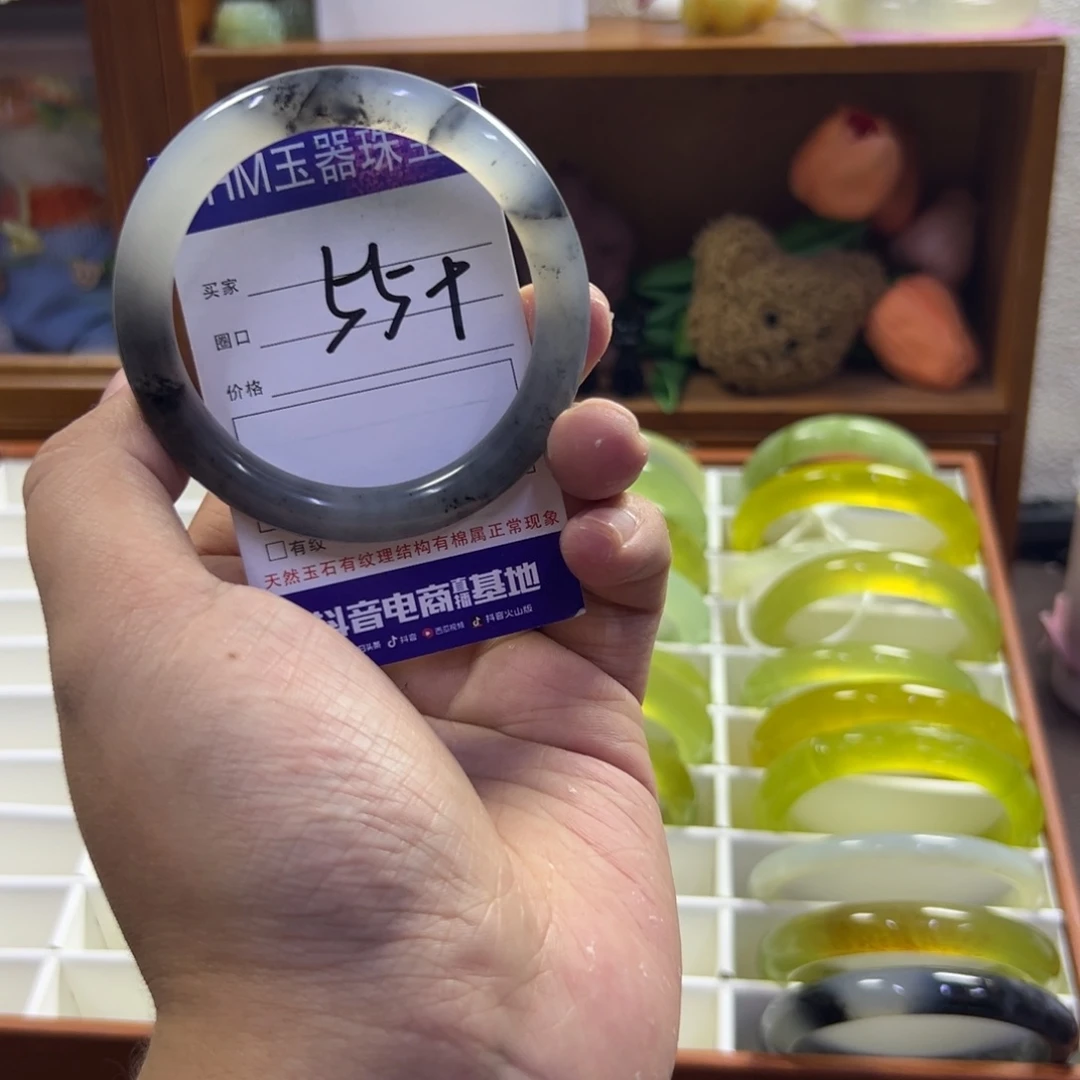 HM玉器珠宝
买家
圈口 55+
价格
有纹
天然玉石有纹理结构有棉属正常现象
抖音电商直播基地
头条 抖音 西瓜视频 抖音火山版